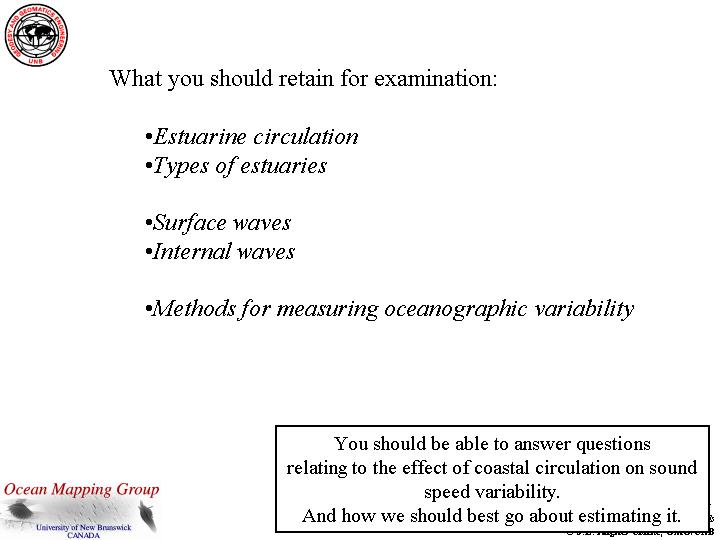 GEODESY AND GEOMATICS ENGINEERING
UNB
What you should retain for examination:
•Estuarine circulation
•Types of estuaries
•Surface waves
•Internal waves
•Methods for measuring oceanographic variability
You should be able to answer questions
relating to the effect of coastal circulation on sound
speed variability.
And how we should best go about estimating it.
Ocean Mapping Group
University of New Brunswick
CANADA